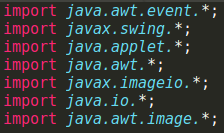 import java.awt.event.*;
import javax.swing.*;
import java.applet.*;
import java.awt.*;
import javax.imageio.*;
import java.io.*;
import java.awt.image.*;